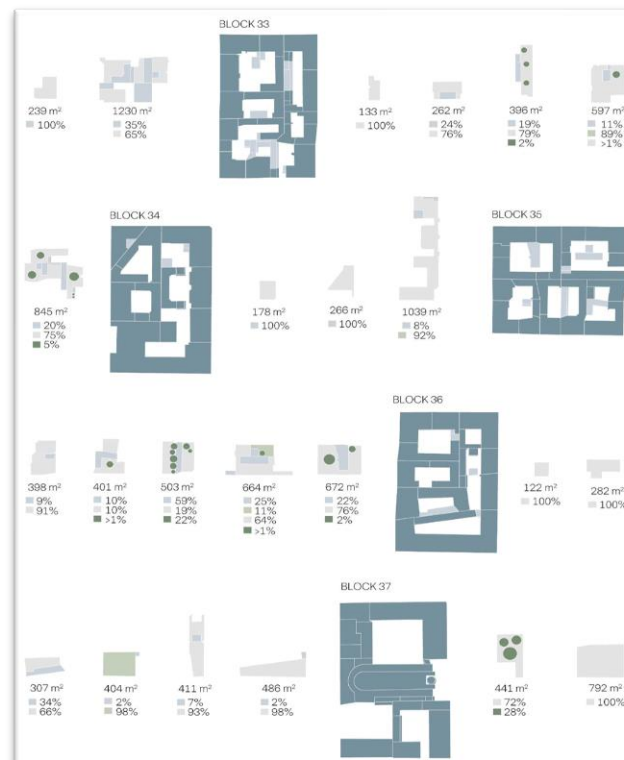 BLOCK 33
239 m²
100%
1230 m²
35%
65%
133 m²
100%
262 m²
24%
76%
396 m²
19%
79%
2%
597 m²
11%
89%
>1%
BLOCK 34
BLOCK 35
845 m²
20%
75%
5%
178 m²
100%
266 m²
100%
1039 m²
8%
92%
BLOCK 36
398 m²
9%
91%
401 m²
10%
10%
>1%
503 m²
59%
19%
22%
664 m²
25%
11%
64%
>1%
672 m²
22%
76%
2%
122 m²
100%
282 m²
100%
BLOCK 37
307 m²
34%
66%
404 m²
2%
98%
411 m²
7%
93%
486 m²
2%
98%
441 m²
72%
28%
792 m²
100%